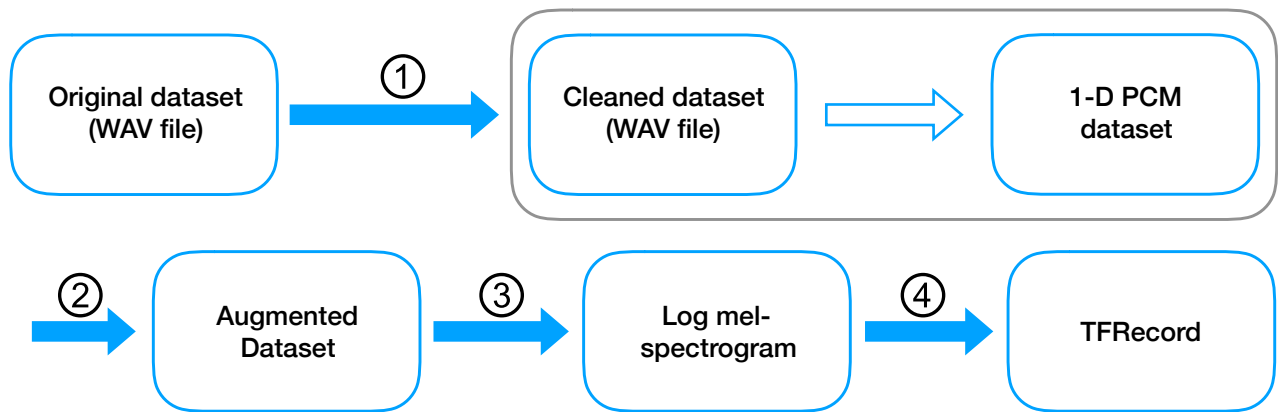 ①
Original dataset
(WAV file)
Cleaned dataset
(WAV file)
1-D PCM
dataset
②
Augmented
Dataset
③
Log mel-
spectrogram
④
TFRecord